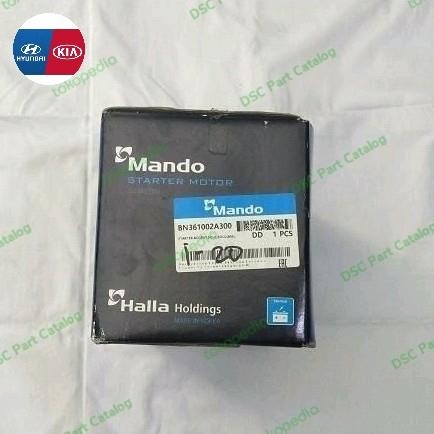 HYUNDAI
KIA
DSC Part Catalog
tokopedia
Mando
STARTER MOTOR
Mando
BN361002A300
DD 1 PCS
Halla Holdings
MADE IN KOREA
EAC